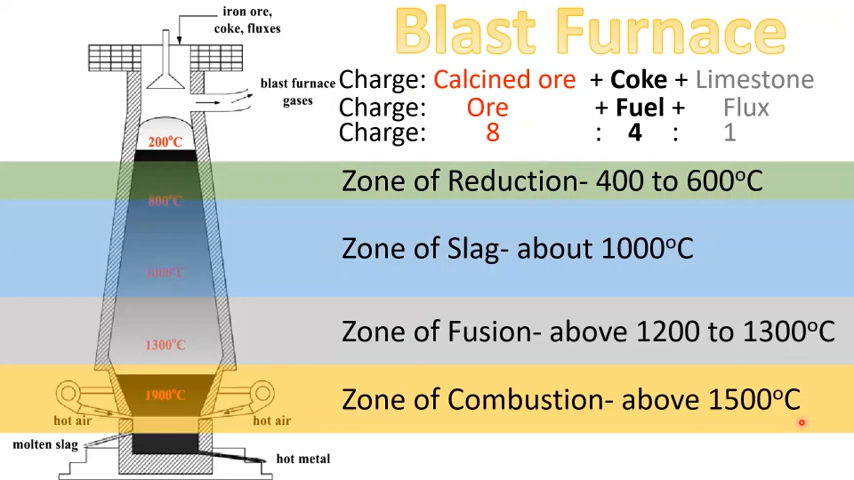 Blast Furnace
iron ore,
coke, fluxes
blast furnace
gases
Charge: Calcined ore + Coke + Limestone
Charge: Ore + Fuel + Flux
Charge: 8 : 4 : 1
200°C
Zone of Reduction- 400 to 600°C
800°C
Zone of Slag- about 1000°C
1000°C
Zone of Fusion- above 1200 to 1300°C
1300°C
1900°C
Zone of Combustion- above 1500°C
hot air
hot air
molten slag
hot metal